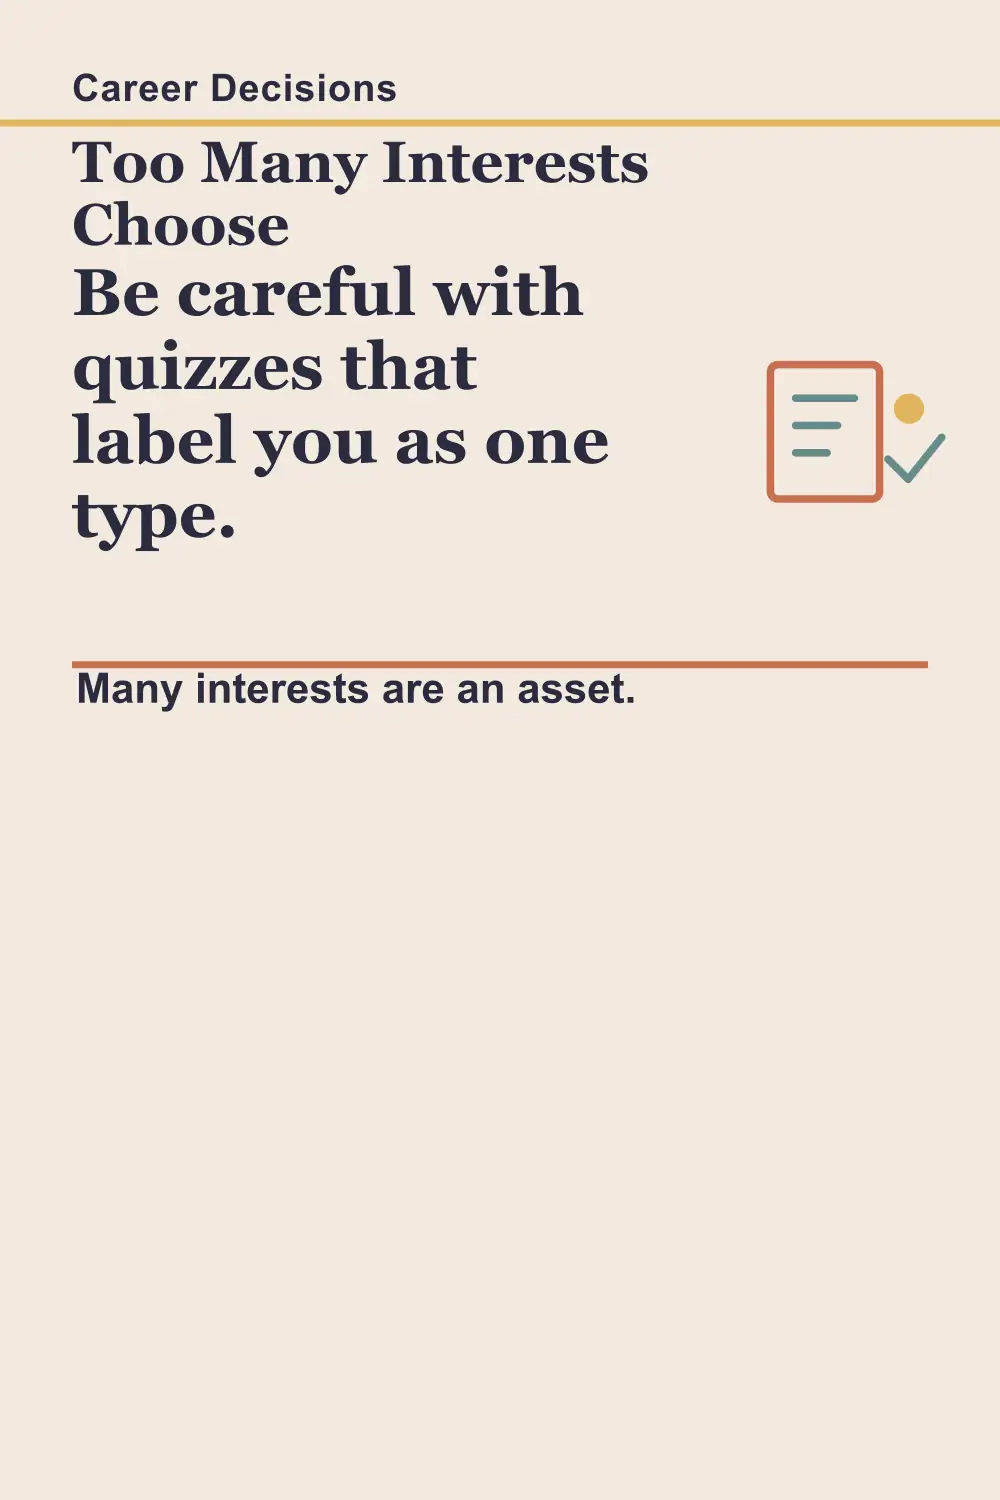 Career Decisions
Too Many Interests
Choose
Be careful with
quizzes that
label you as one
type.
Many interests are an asset.